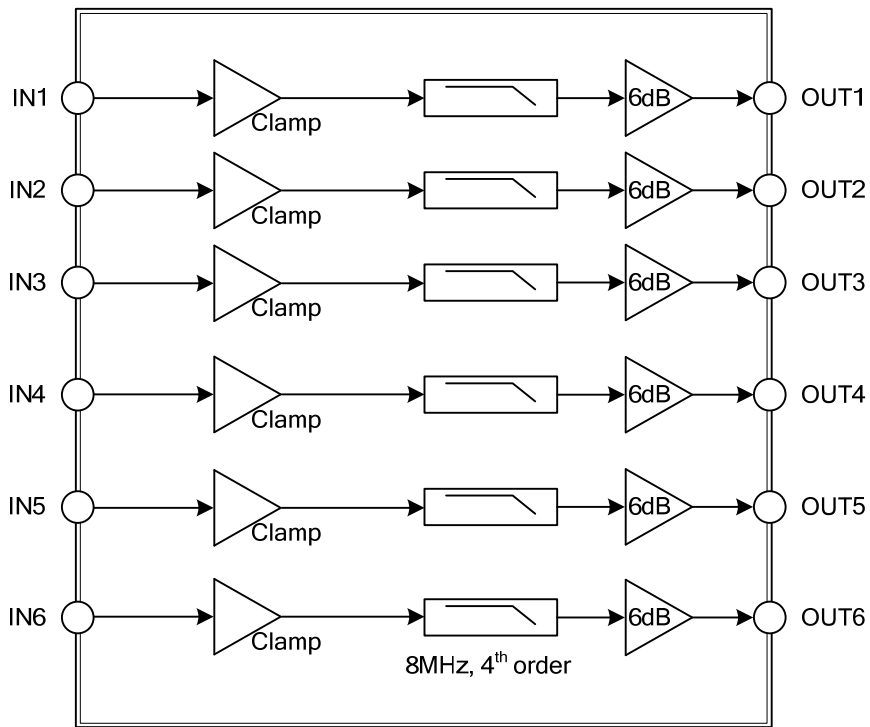 IN1 6dB OUT1
Clamp
IN2 6dB OUT2
Clamp
IN3 6dB OUT3
Clamp
IN4 6dB OUT4
Clamp
IN5 6dB OUT5
Clamp
IN6 6dB OUT6
Clamp
8MHz, 4th order